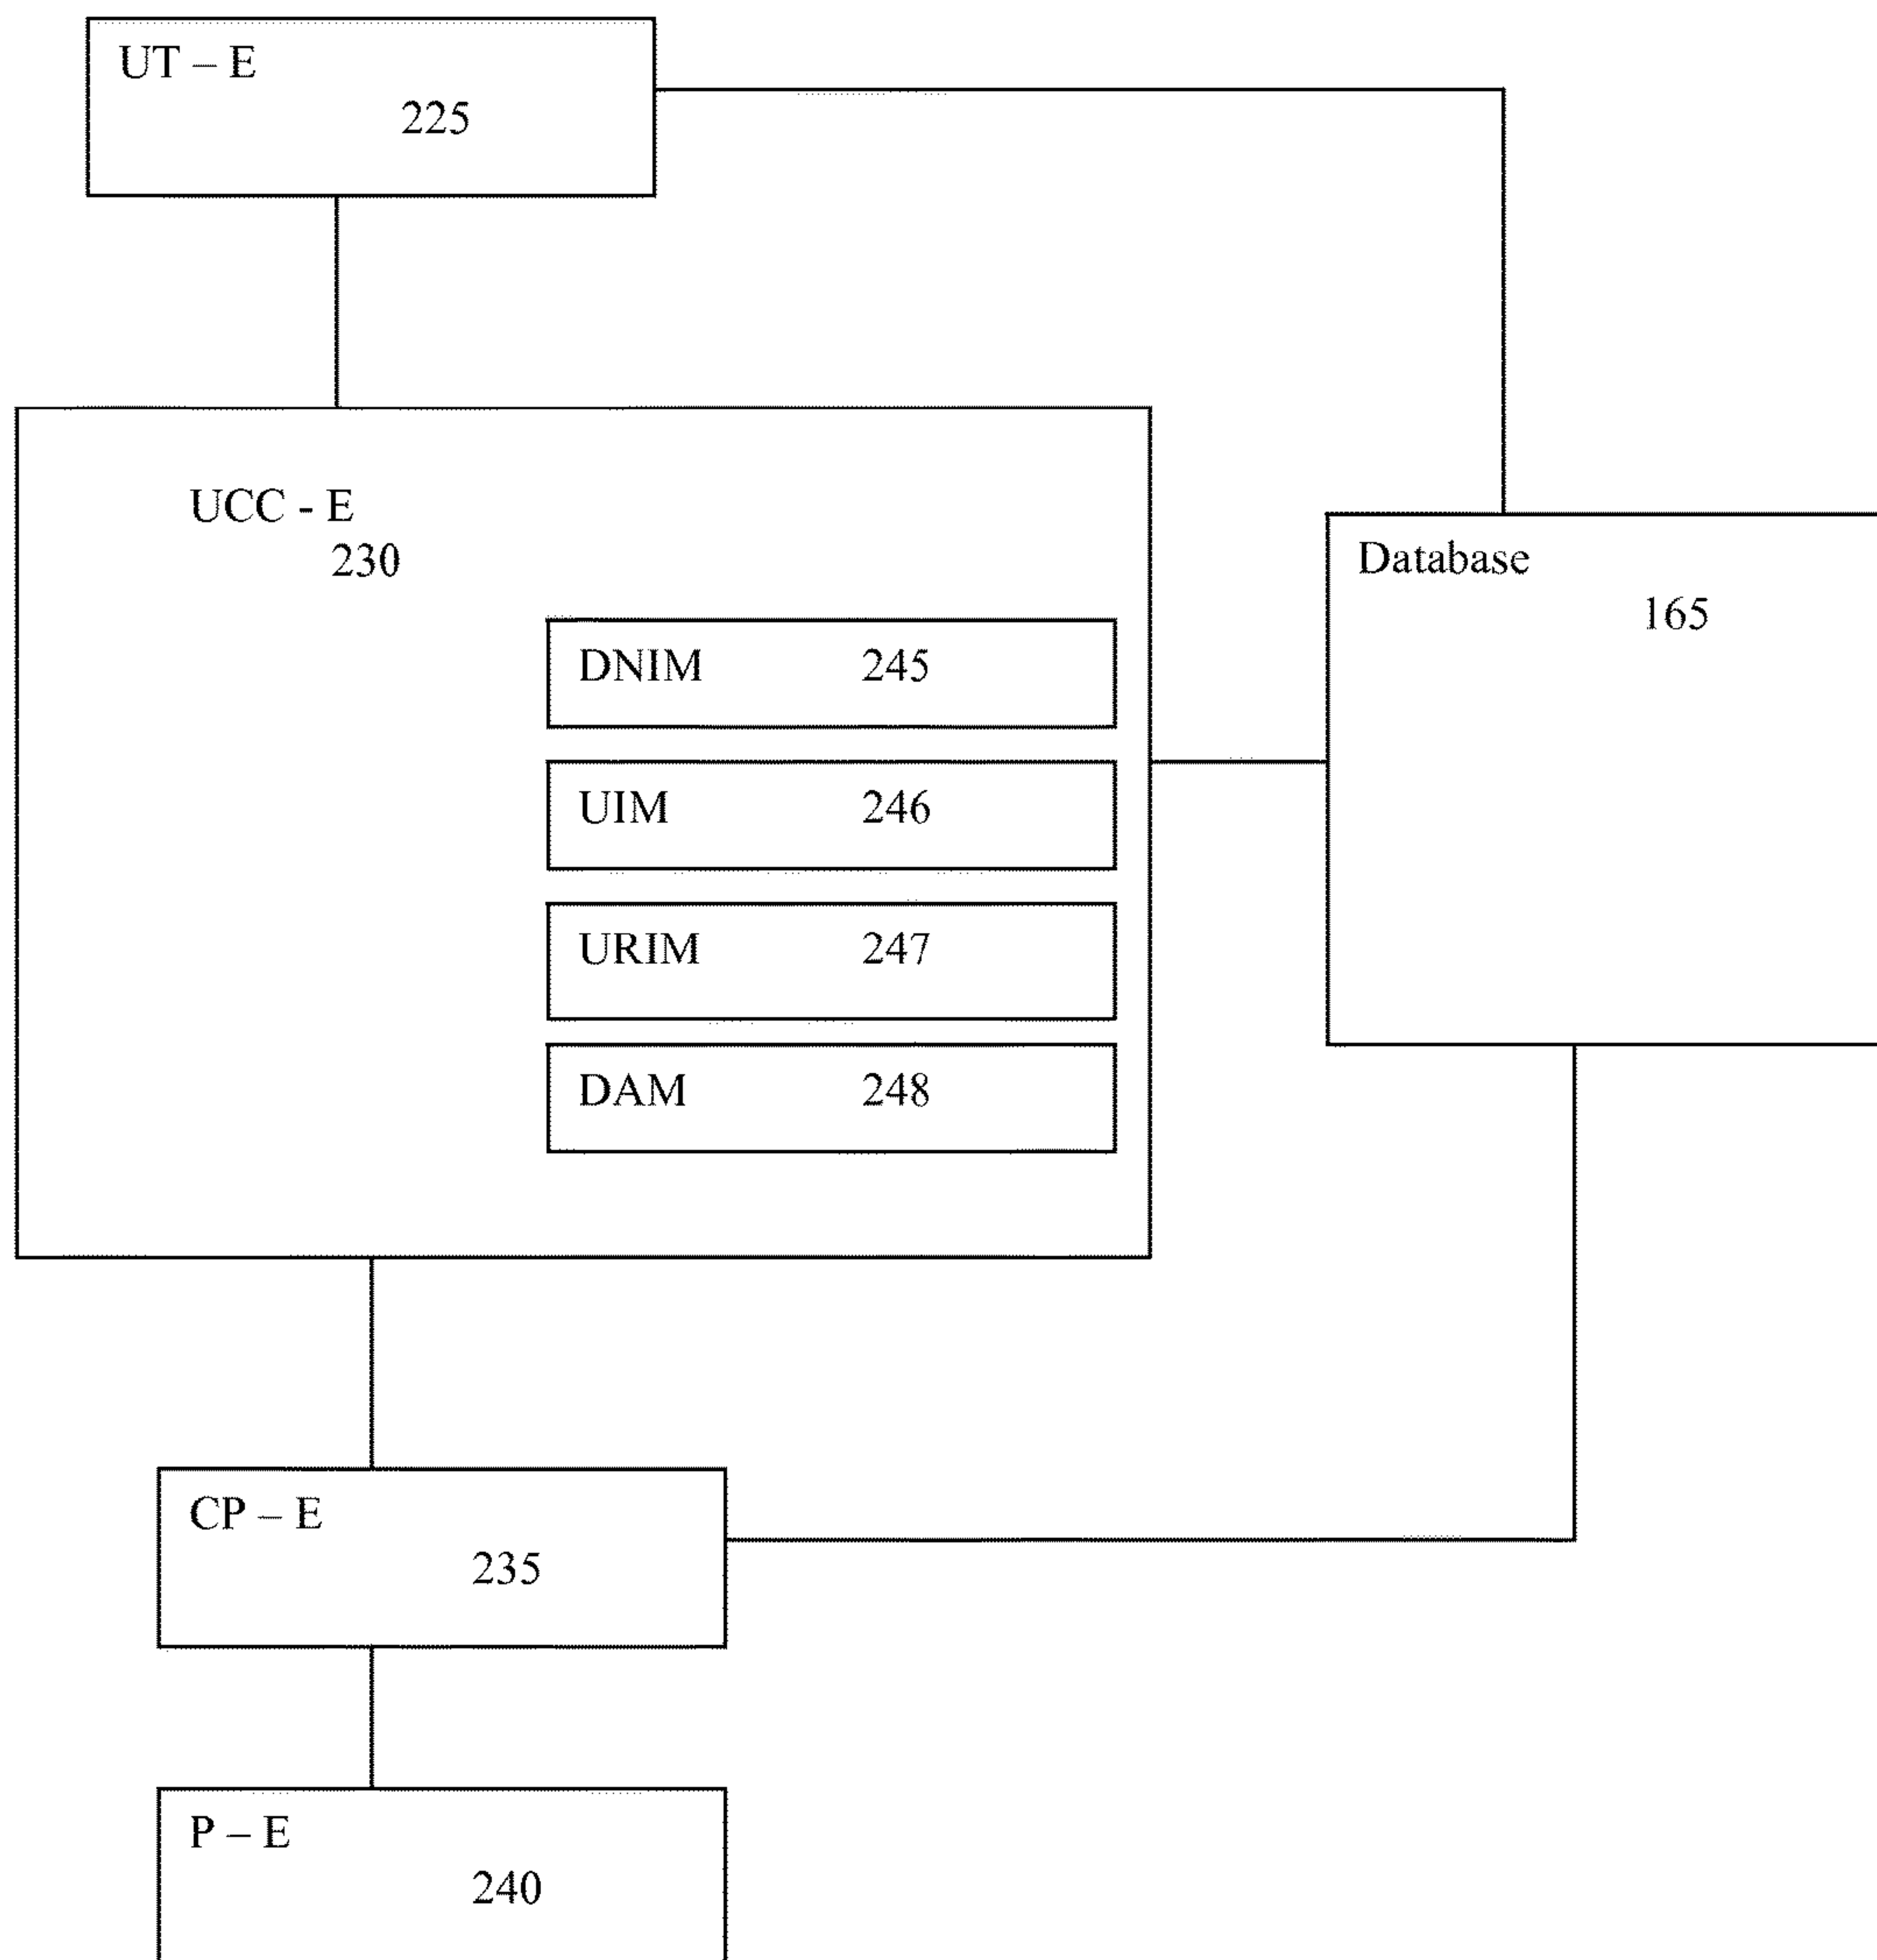 UT – E
225
UCC - E
230
Database
165
DNIM 245
UIM 246
URIM 247
DAM 248
CP – E
235
P – E
240